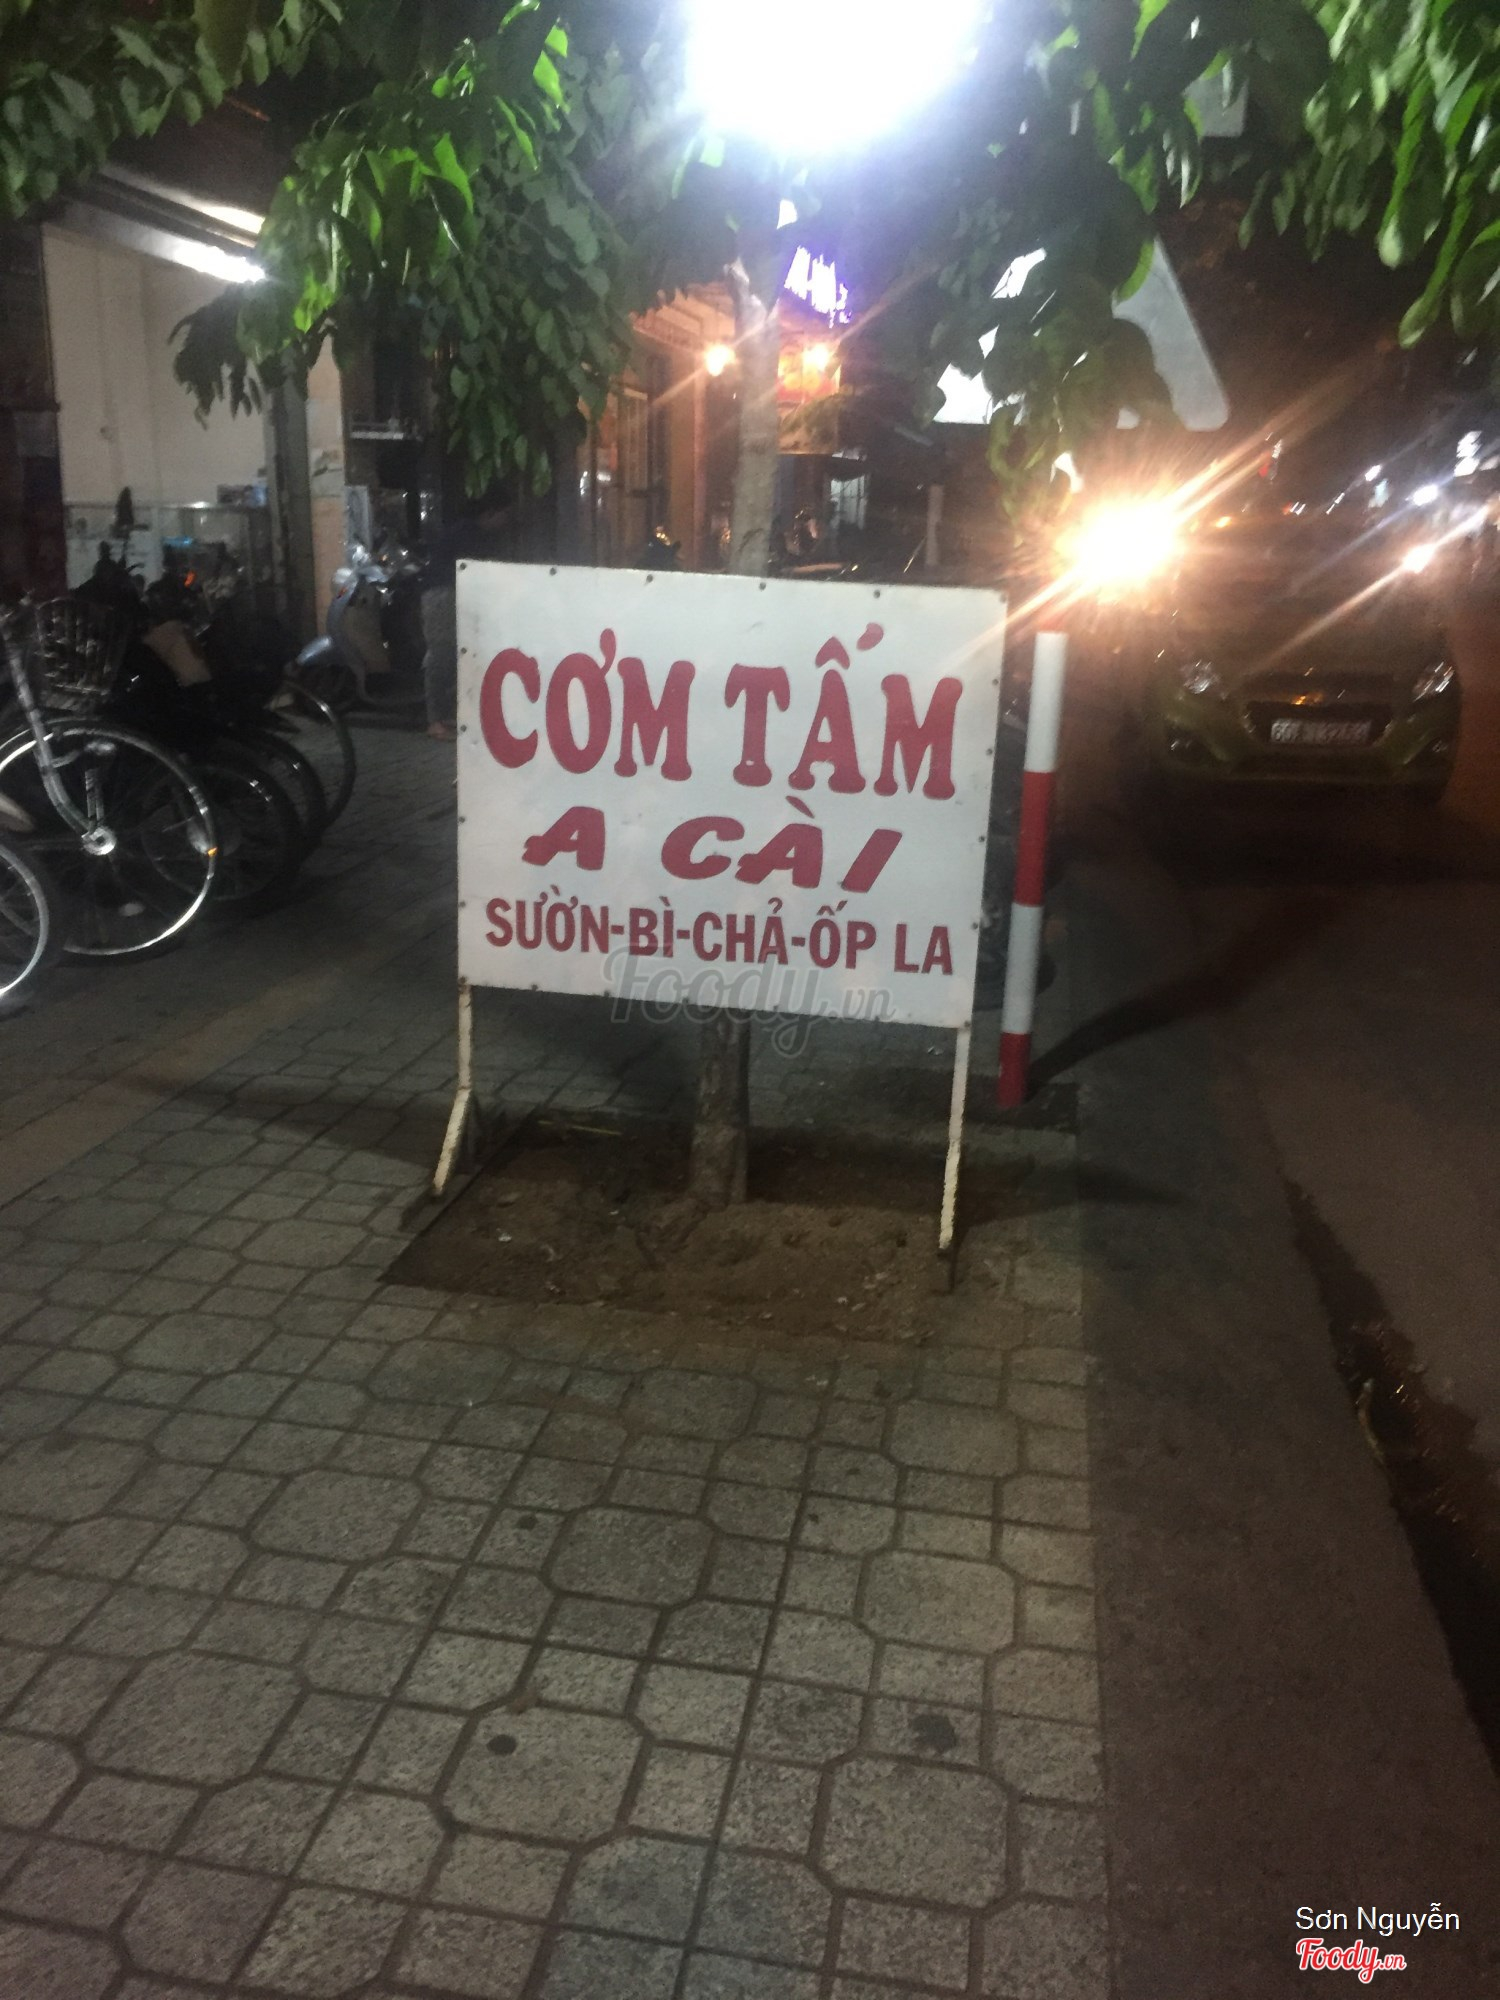 CƠM TẤM
A CÀI
SƯỜN-BÌ-CHẢ-ỐP LA
Foody.vn
Sơn Nguyễn
Foody.vn